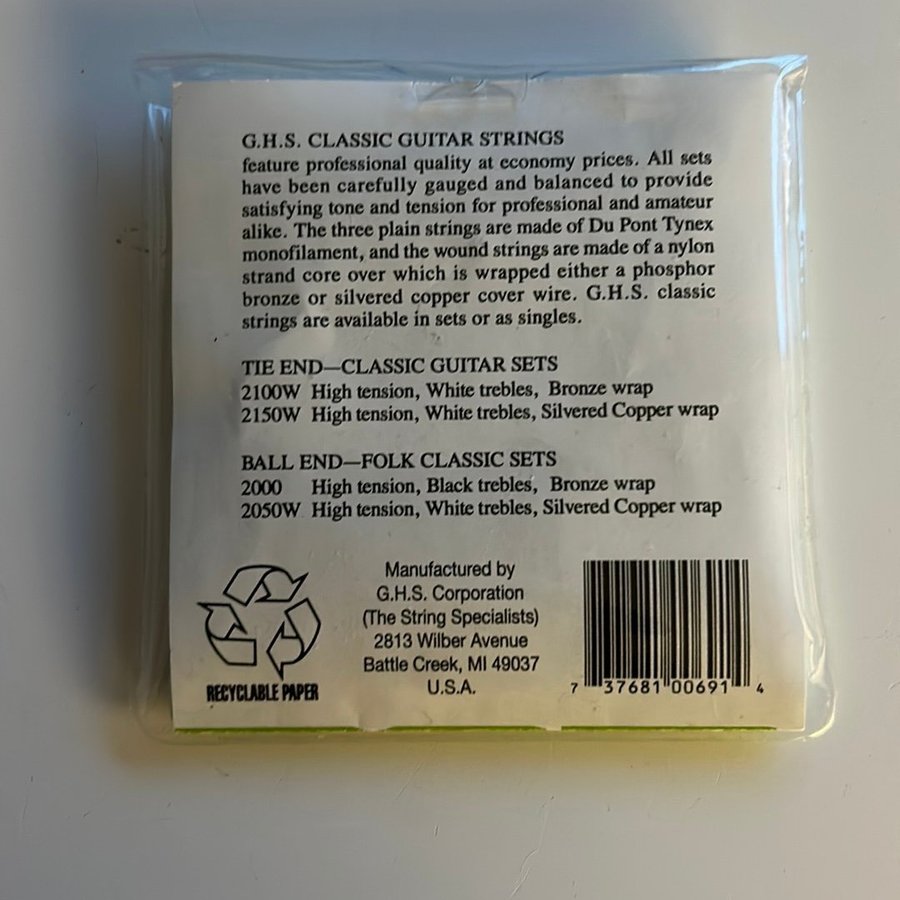 G.H.S. CLASSIC GUITAR STRINGS
feature professional quality at economy prices. All sets
have been carefully gauged and balanced to provide
satisfying tone and tension for professional and amateur
alike. The three plain strings are made of Du Pont Tynex
monofilament, and the wound strings are made of a nylon
strand core over which is wrapped either a phosphor
bronze or silvered copper cover wire. G.H.S. classic
strings are available in sets or as singles.
TIE END—CLASSIC GUITAR SETS
2100W High tension, White trebles, Bronze wrap
2150W High tension, White trebles, Silvered Copper wrap
BALL END—FOLK CLASSIC SETS
2000 High tension, Black trebles, Bronze wrap
2050W High tension, White trebles, Silvered Copper wrap
RECYCLABLE PAPER
Manufactured by
G.H.S. Corporation
(The String Specialists)
2813 Wilber Avenue
Battle Creek, MI 49037
U.S.A.
7 37681 00691 4